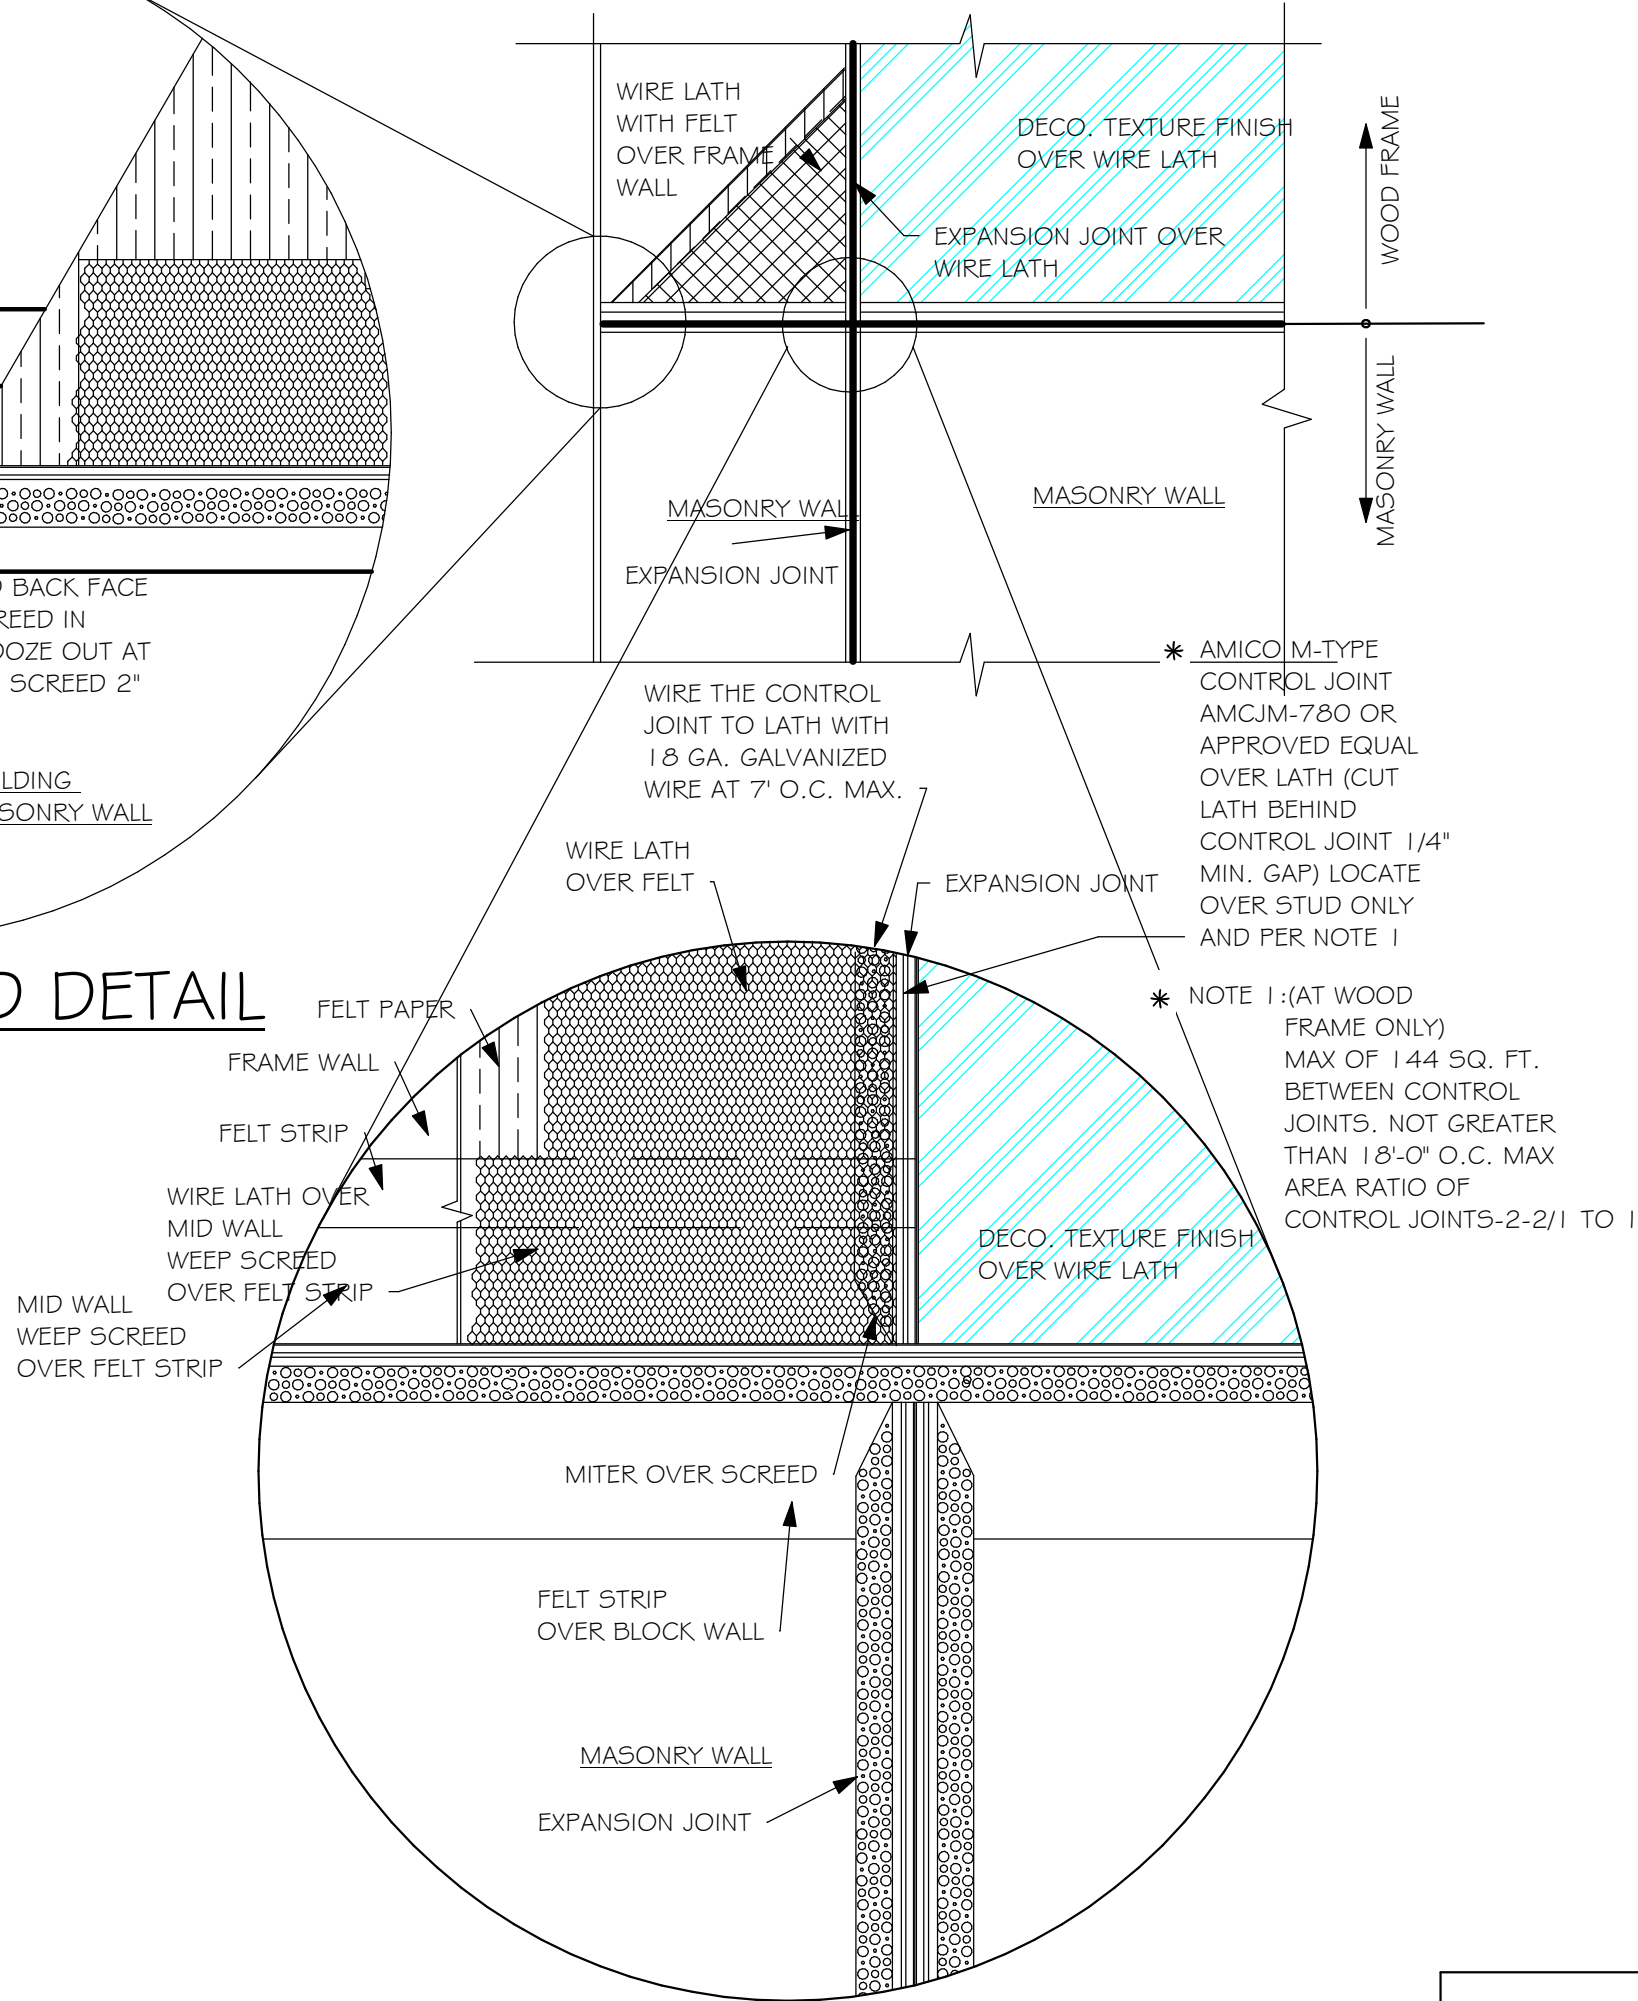 WIRE LATH
WITH FELT
OVER FRAME
WALL
DECO. TEXTURE FINISH
OVER WIRE LATH
EXPANSION JOINT OVER
WIRE LATH
WOOD FRAME
MASONRY WALL
MASONRY WALL
MASONRY WALL
EXPANSION JOINT
BACK FACE
REED IN
OOZE OUT AT
SCREED 2"
LDING
SONRY WALL
D DETAIL
WIRE THE CONTROL
JOINT TO LATH WITH
18 GA. GALVANIZED
WIRE AT 7' O.C. MAX.
* AMICO M-TYPE
CONTROL JOINT
AMCJM-780 OR
APPROVED EQUAL
OVER LATH (CUT
LATH BEHIND
CONTROL JOINT 1/4"
MIN. GAP) LOCATE
OVER STUD ONLY
AND PER NOTE 1
WIRE LATH
OVER FELT
EXPANSION JOINT
* NOTE 1:(AT WOOD
FRAME ONLY)
MAX OF 144 SQ. FT.
BETWEEN CONTROL
JOINTS. NOT GREATER
THAN 18'-0" O.C. MAX
AREA RATIO OF
CONTROL JOINTS-2-2/1 TO 1
FELT PAPER
FRAME WALL
FELT STRIP
WIRE LATH OVER
MID WALL
WEEP SCREED
OVER FELT STRIP
MID WALL
WEEP SCREED
OVER FELT STRIP
DECO. TEXTURE FINISH
OVER WIRE LATH
MITER OVER SCREED
FELT STRIP
OVER BLOCK WALL
MASONRY WALL
EXPANSION JOINT